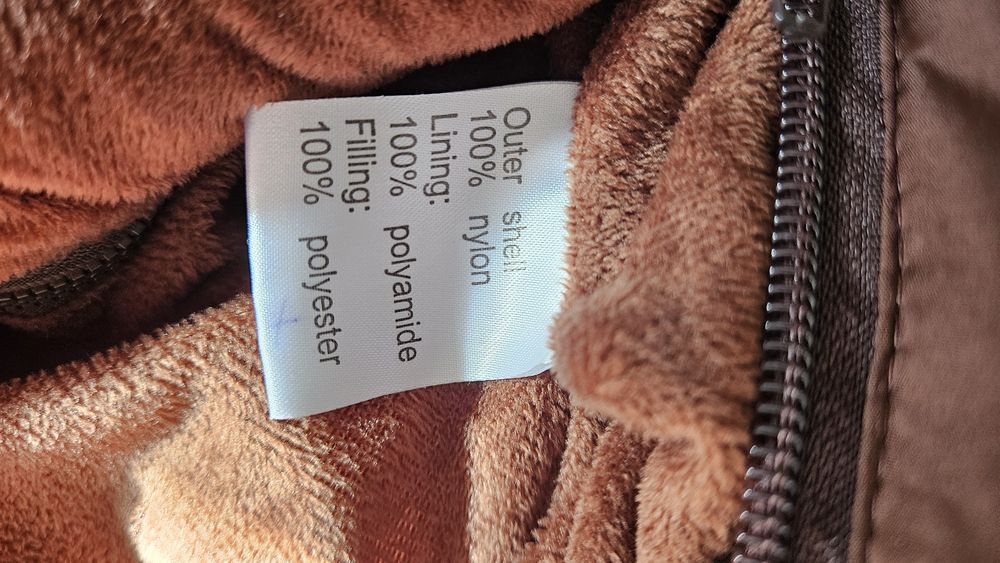 Outer shell
100% nylon
Lining:
100% polyamide
Filling:
100% polyester